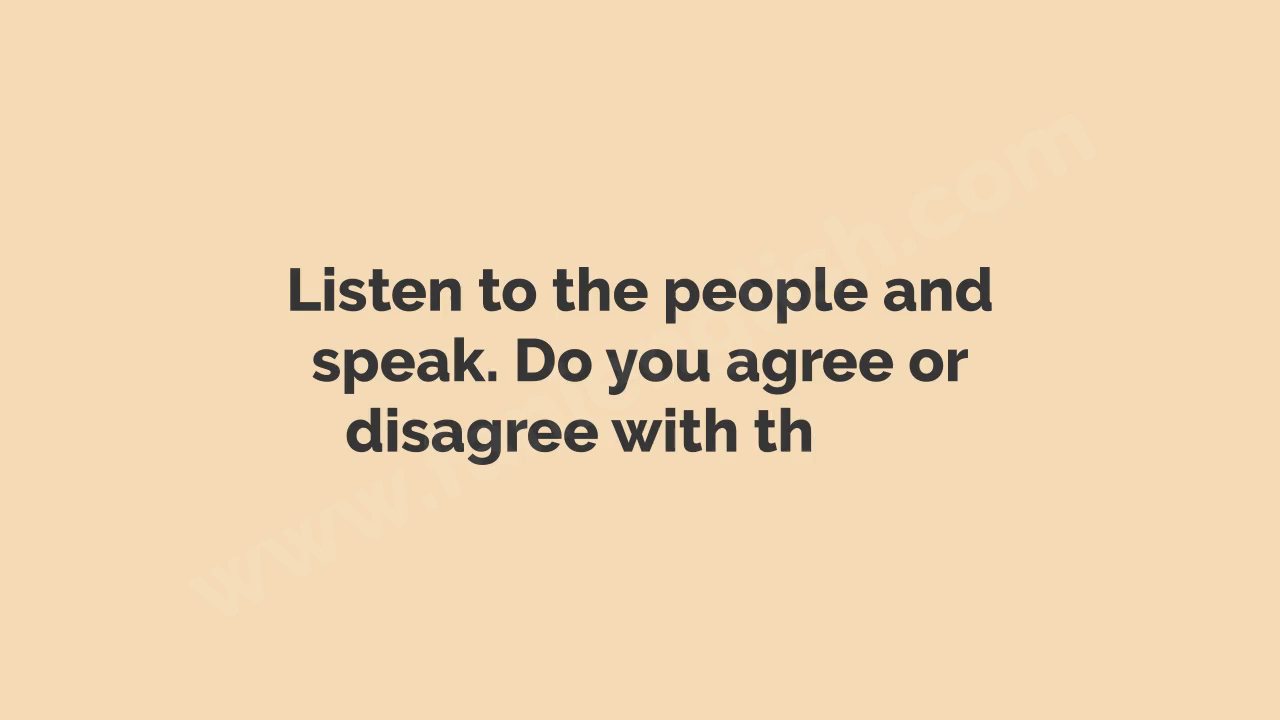 Listen to the people and
speak. Do you agree or
disagree with th